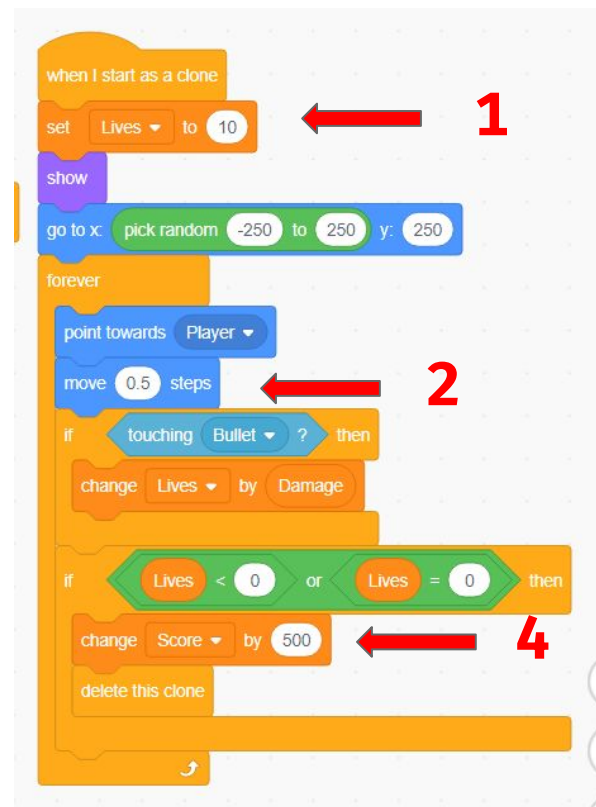 when I start as a clone
set Lives to 10
1
show
go to x: pick random -250 to 250 y: 250
forever
point towards Player
move 0.5 steps
2
if touching Bullet ? then
change Lives by Damage
if Lives < 0 or Lives = 0 then
change Score by 500
4
delete this clone